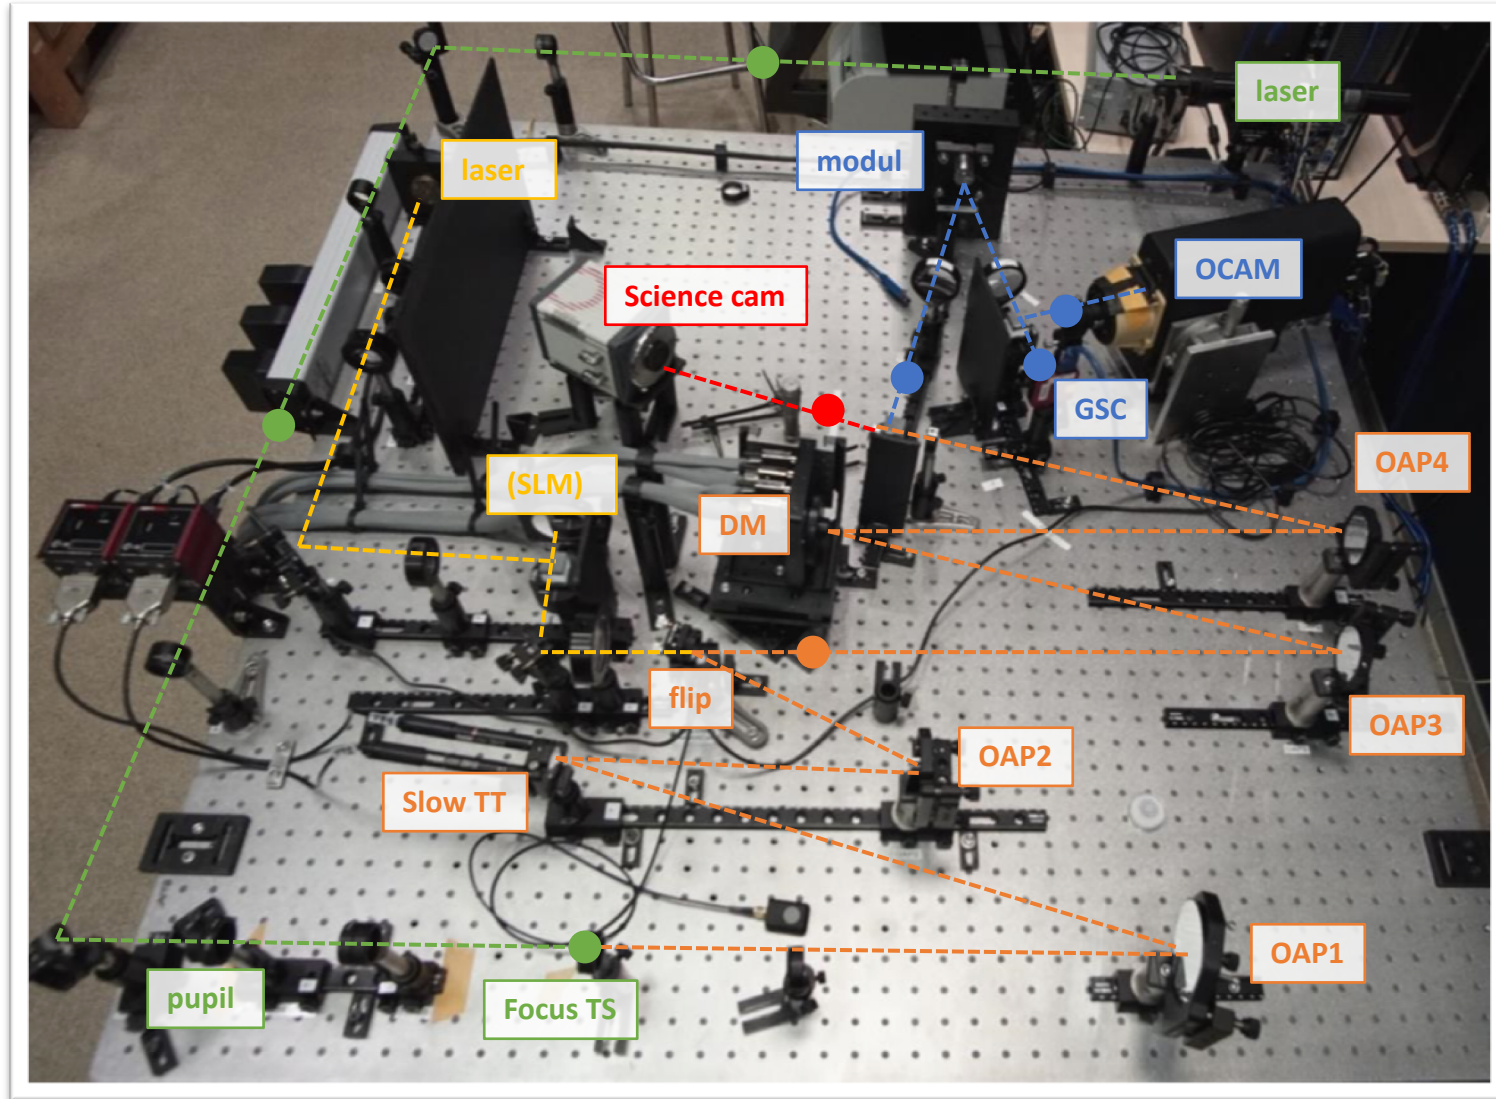 laser
laser
modul
OCAM
Science cam
GSC
OAP4
(SLM)
DM
flip
OAP3
OAP2
Slow TT
OAP1
pupil
Focus TS